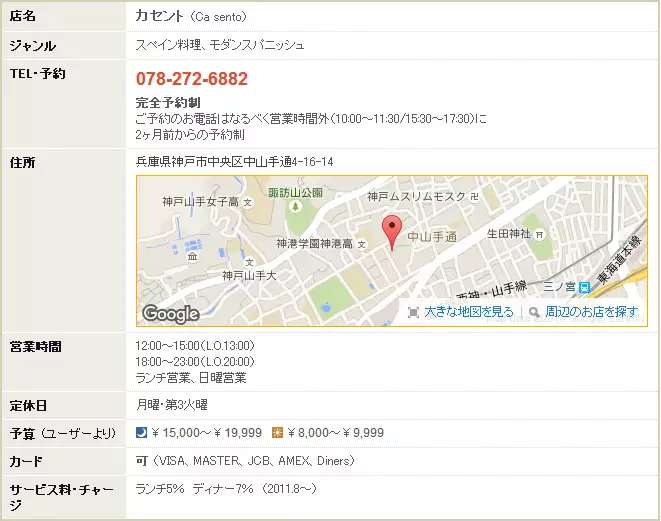 店名 カセント (Ca sento)
ジャンル スペイン料理、モダンスパニッシュ
TEL・予約 078-272-6882
完全予約制
ご予約のお電話はなるべく営業時間外(10:00～11:30/15:30～17:30)に
2ヶ月前からの予約制
住所 兵庫県神戸市中央区中山手通4-16-14
諏訪山公園
神戸山手女子高
神戸ムスリムモスク
生田神社
中山手通
神港学園神港高
神戸山手大
東海道本線
三ノ宮
西神・山手線
Google
大きな地図を見る
周辺のお店を探す
営業時間 12:00～15:00(L.O.13:00)
18:00～23:00(L.O.20:00)
ランチ営業、日曜営業
定休日 月曜・第3火曜
予算 (ユーザーより) ￥15,000～￥19,999 ￥8,000～￥9,999
カード 可 (VISA、MASTER、JCB、AMEX、Diners)
サービス料・チャージ ランチ5% ディナー7% (2011.8～)